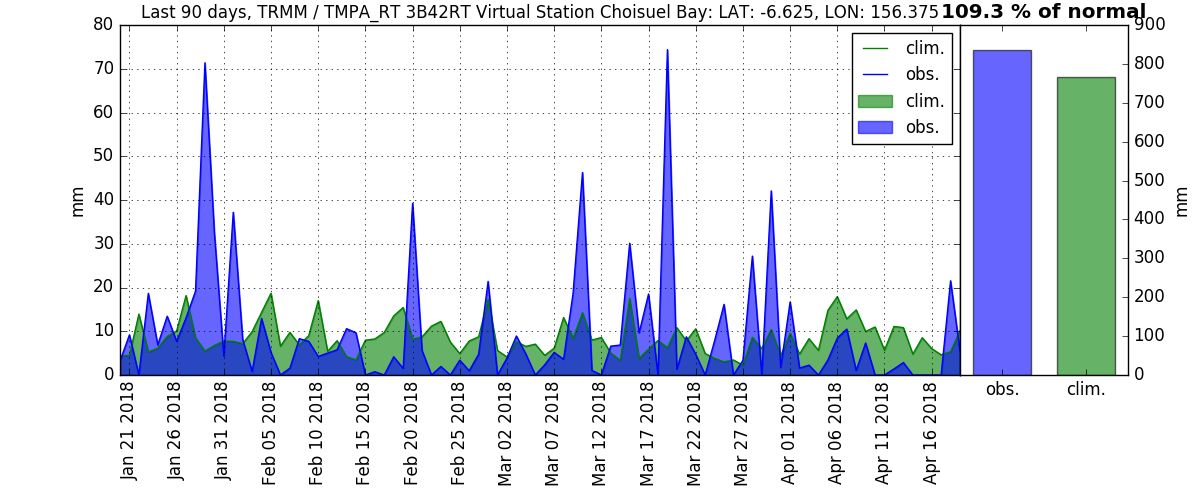 Last 90 days, TRMM / TMPA_RT 3B42RT Virtual Station Choisuel Bay: LAT: -6.625, LON: 156.375 109.3 % of normal
80
70
60
50
40
30
20
10
0
mm
clim.
obs.
clim.
obs.
900
800
700
600
500
400
300
200
100
0
mm
Jan 21 2018
Jan 26 2018
Jan 31 2018
Feb 05 2018
Feb 10 2018
Feb 15 2018
Feb 20 2018
Feb 25 2018
Mar 02 2018
Mar 07 2018
Mar 12 2018
Mar 17 2018
Mar 22 2018
Mar 27 2018
Apr 01 2018
Apr 06 2018
Apr 11 2018
Apr 16 2018
obs.
clim.